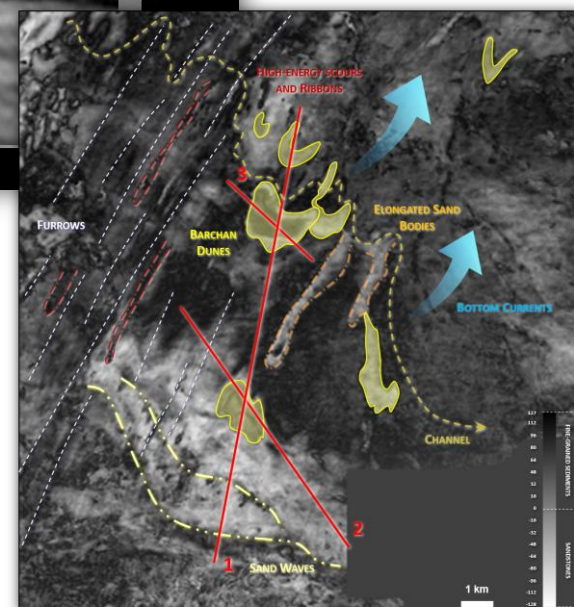 HIGH-ENERGY SCOURS
AND RIBBONS
3
FURROWS
BARCHAN
DUNES
ELONGATED SAND
BODIES
BOTTOM CURRENTS
CHANNEL
FINE-GRAINED SEDIMENTS
SANDSTONES
2
1
SAND WAVES
1 km